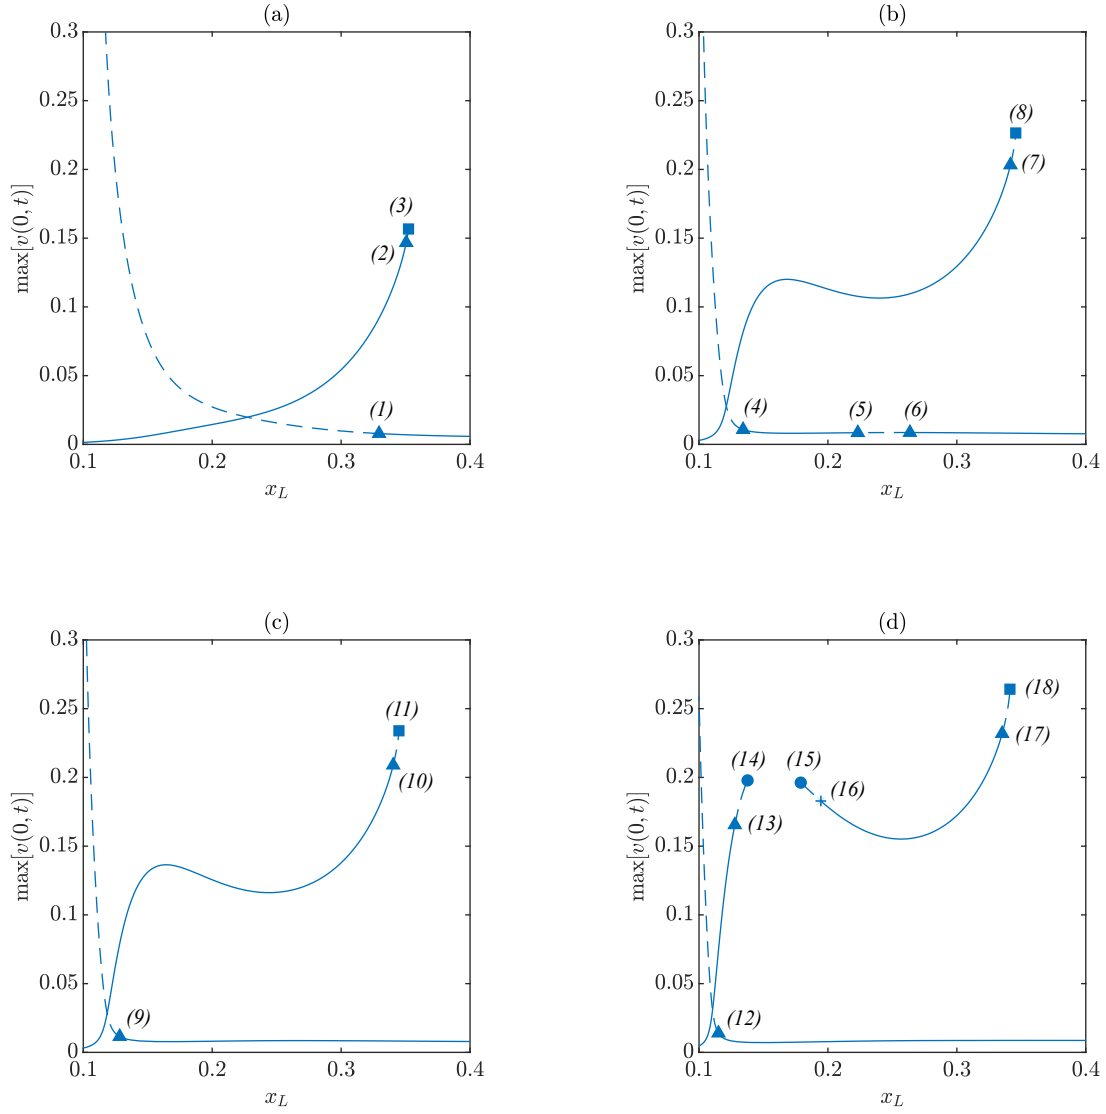 (a)
0.3
0.25
0.2
0.15
0.1
0.05
0
max[v(0, t)]
(3)
(2)
(1)
0.1 0.2 0.3 0.4
x_L
(b)
0.3
0.25
0.2
0.15
0.1
0.05
0
max[v(0, t)]
(8)
(7)
(4) (5) (6)
0.1 0.2 0.3 0.4
x_L
(c)
0.3
0.25
0.2
0.15
0.1
0.05
0
max[v(0, t)]
(11)
(10)
(9)
0.1 0.2 0.3 0.4
x_L
(d)
0.3
0.25
0.2
0.15
0.1
0.05
0
max[v(0, t)]
(18)
(17)
(14) (15)
(16)
(13)
(12)
0.1 0.2 0.3 0.4
x_L